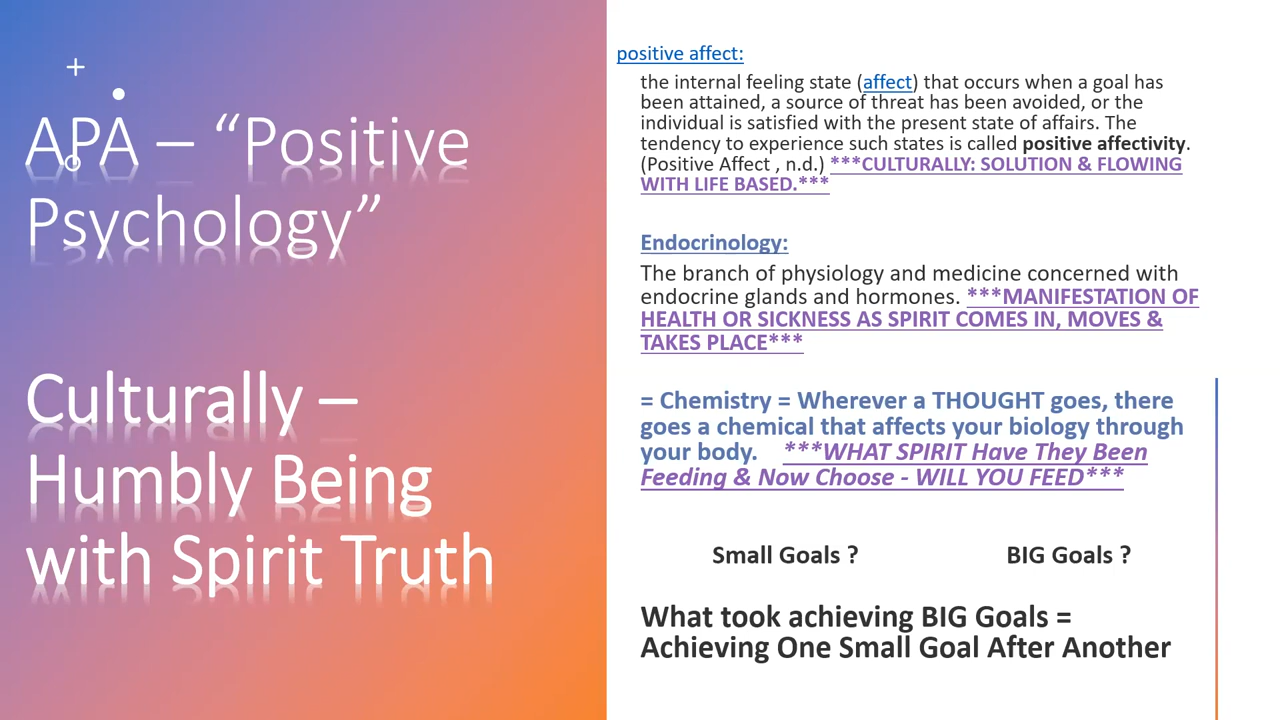 APA – “Positive
Psychology”
Culturally –
Humbly Being
with Spirit Truth
positive affect:
the internal feeling state (affect) that occurs when a goal has
been attained, a source of threat has been avoided, or the
individual is satisfied with the present state of affairs. The
tendency to experience such states is called positive affectivity.
(Positive Affect , n.d.) ***CULTURALLY: SOLUTION & FLOWING
WITH LIFE BASED.***
Endocrinology:
The branch of physiology and medicine concerned with
endocrine glands and hormones. ***MANIFESTATION OF
HEALTH OR SICKNESS AS SPIRIT COMES IN, MOVES &
TAKES PLACE***
= Chemistry = Wherever a THOUGHT goes, there
goes a chemical that affects your biology through
your body. ***WHAT SPIRIT Have They Been
Feeding & Now Choose - WILL YOU FEED***
Small Goals ? BIG Goals ?
What took achieving BIG Goals =
Achieving One Small Goal After Another